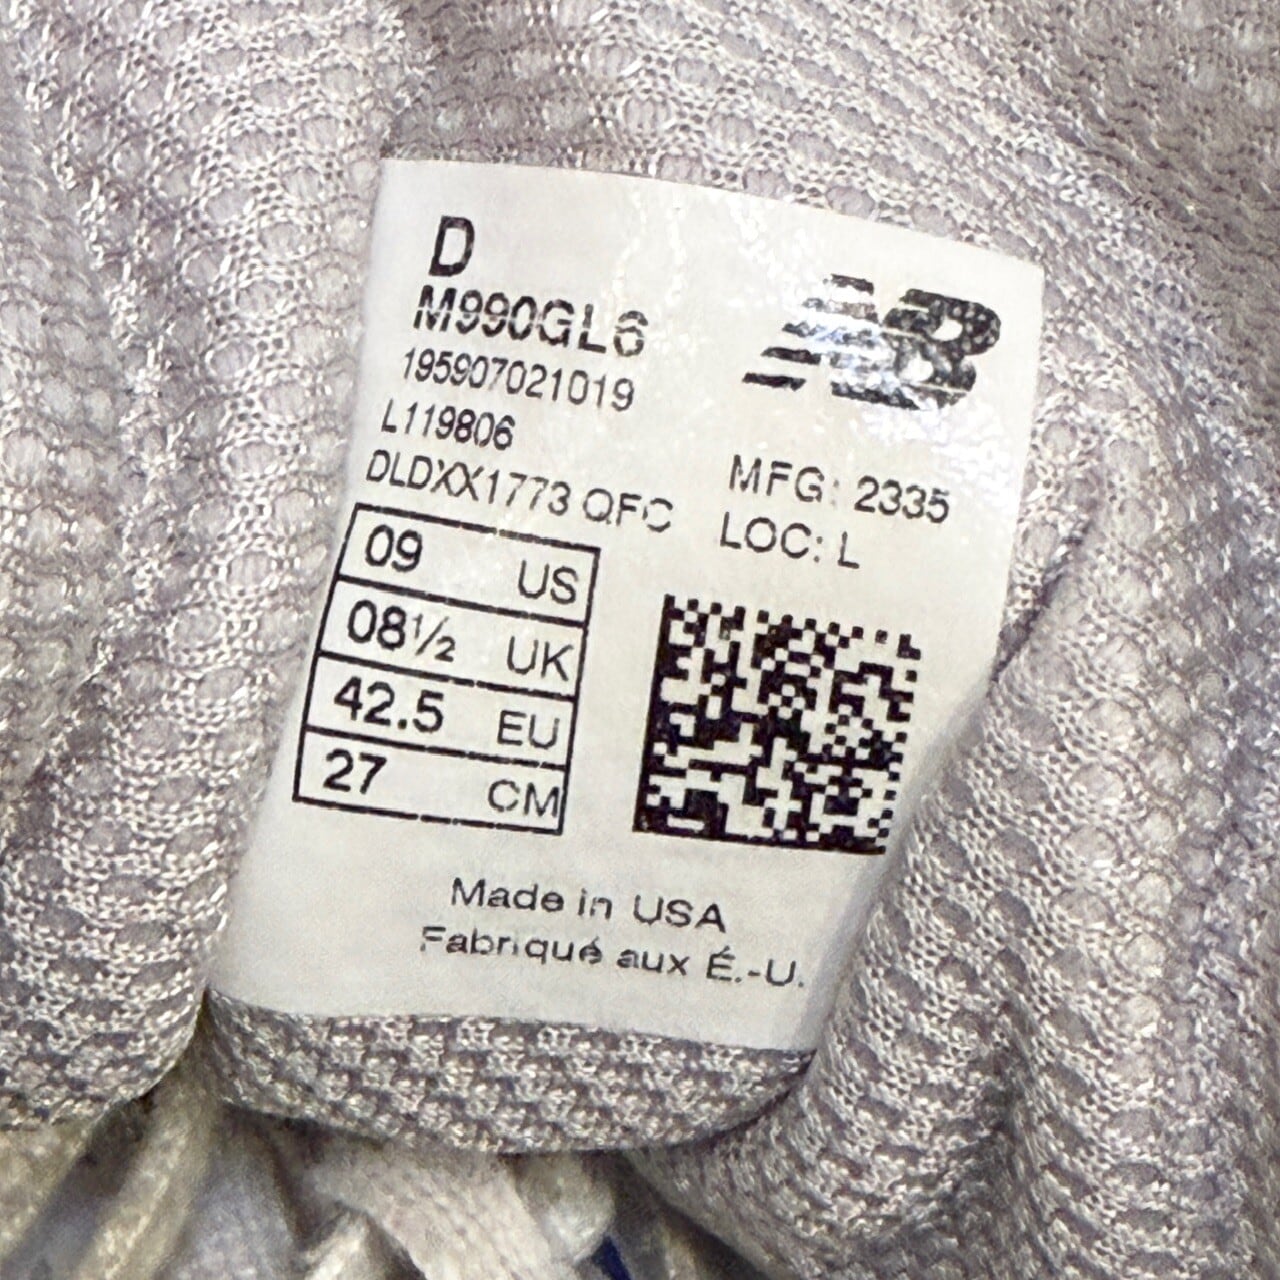 D
M990GL6
195907021019
L119806
DLDXX1773 QFC
NB
MFG: 2335
LOC: L
09 US
08½ UK
42.5 EU
27 CM
Made in USA
Fabriqué aux É.-U.